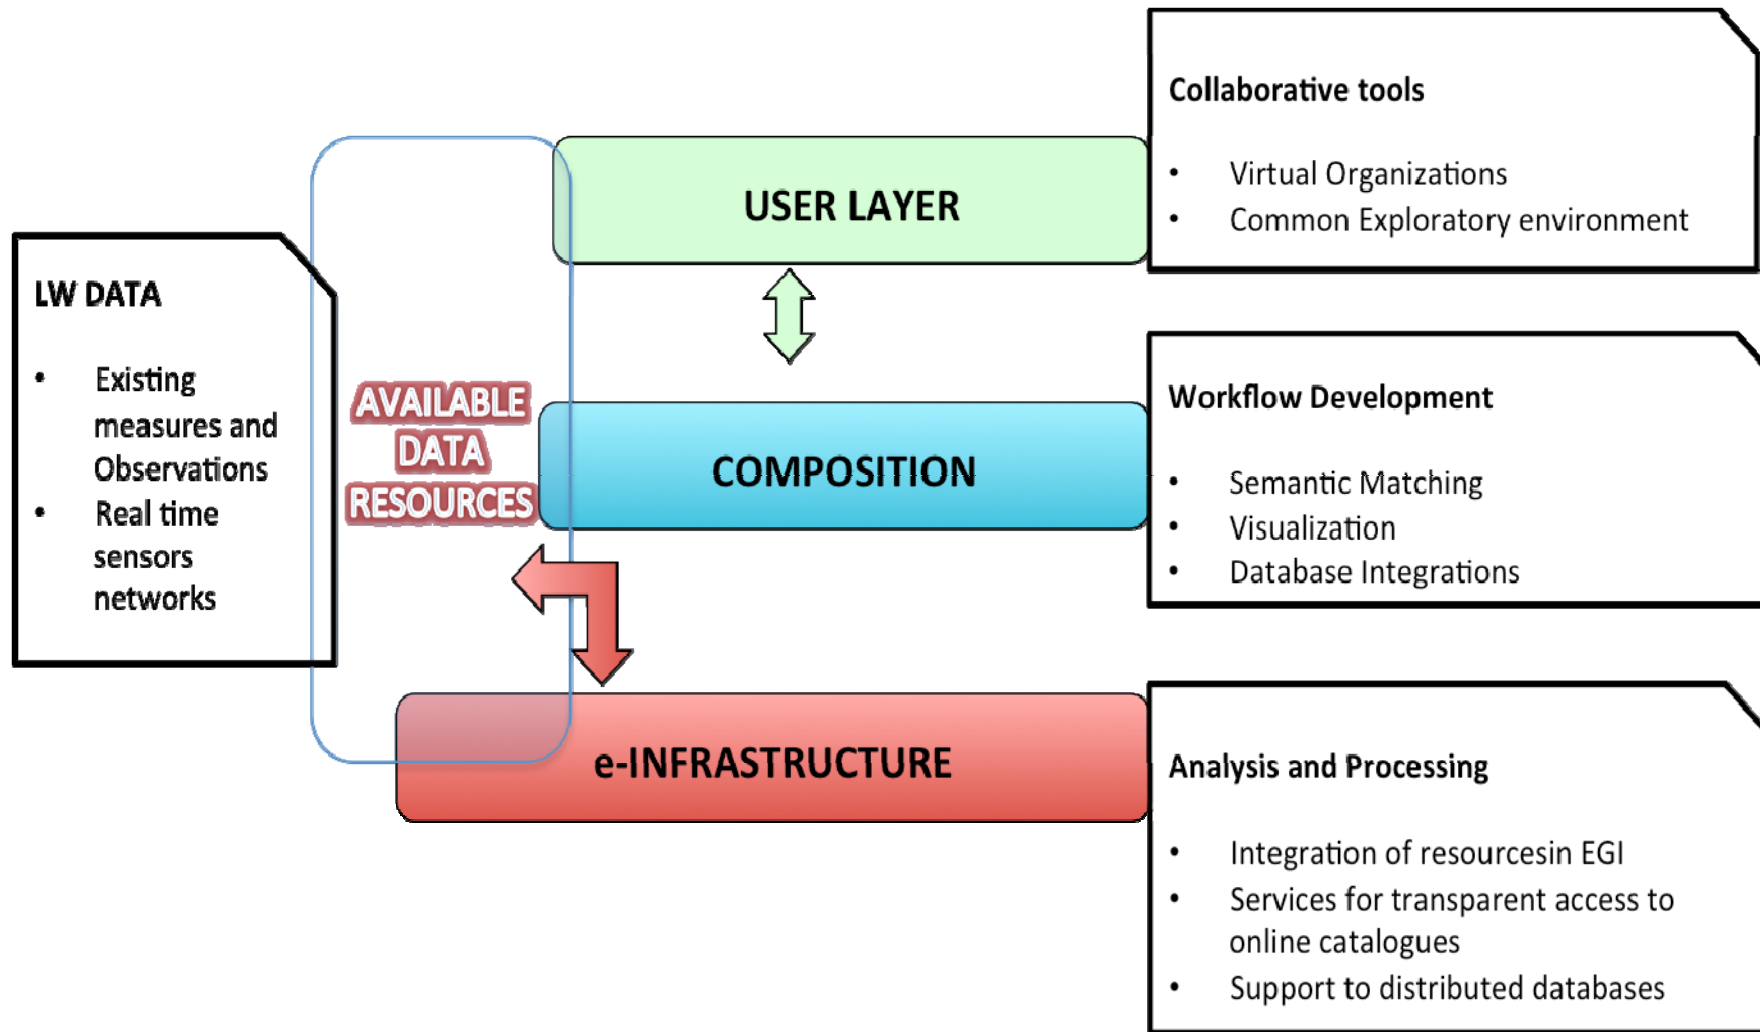 Collaborative tools
• Virtual Organizations
• Common Exploratory environment
USER LAYER
LW DATA
• Existing
measures and
Observations
• Real time
sensors
networks
AVAILABLE
DATA
RESOURCES
COMPOSITION
Workflow Development
• Semantic Matching
• Visualization
• Database Integrations
e-INFRASTRUCTURE
Analysis and Processing
• Integration of resourcesin EGI
• Services for transparent access to
online catalogues
• Support to distributed databases